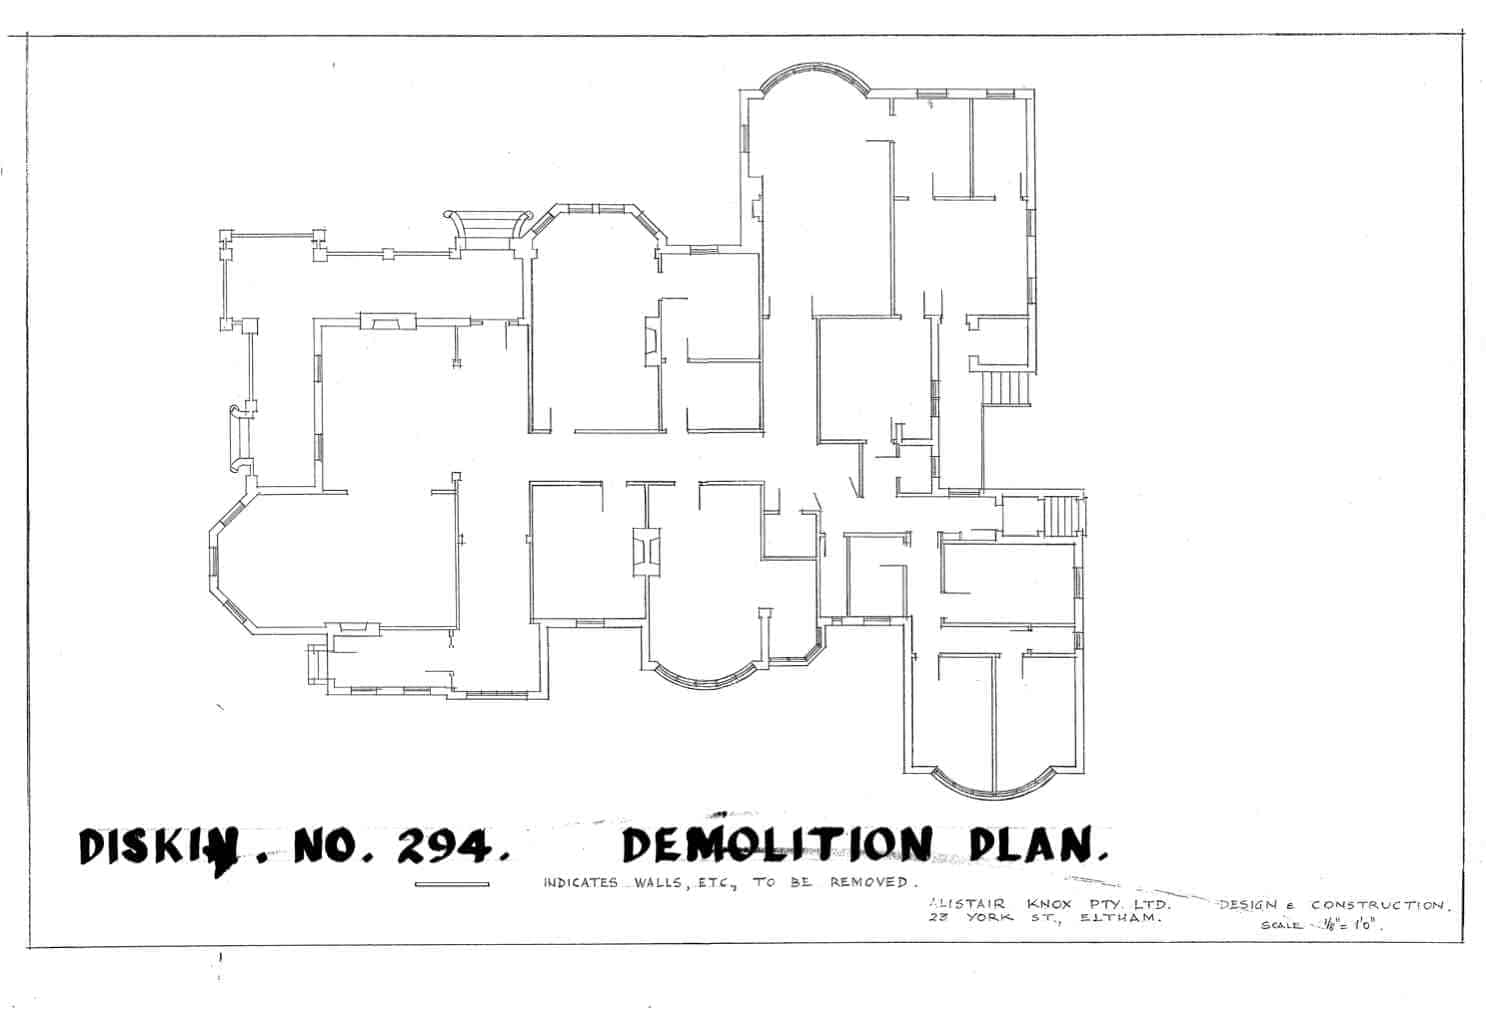 DISKIN. NO. 294. DEMOLITION PLAN.
INDICATES WALLS, ETC, TO BE REMOVED.
ALISTAIR KNOX PTY. LTD. DESIGN & CONSTRUCTION.
23 YORK ST., ELTHAM. SCALE 1/8" = 1'0".